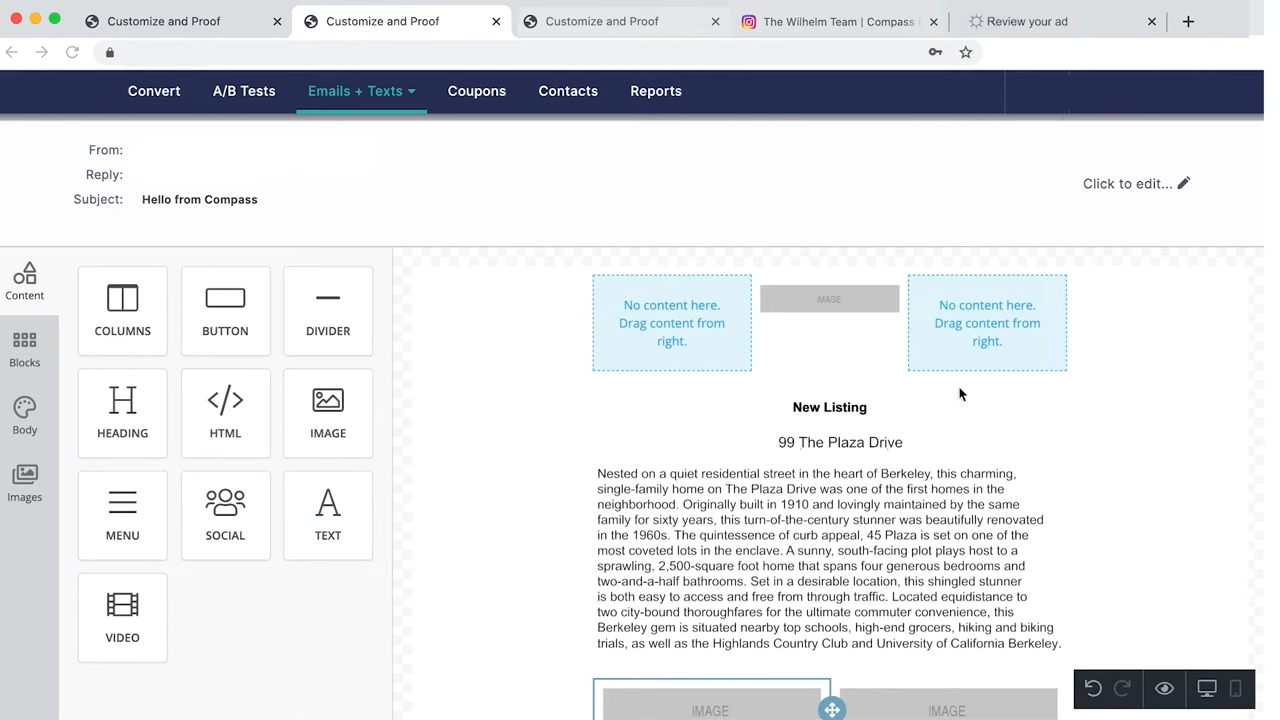 Customize and Proof
Customize and Proof
Customize and Proof
The Wilhelm Team | Compass
Review your ad
Convert
A/B Tests
Emails + Texts
Coupons
Contacts
Reports
From:
Reply:
Subject: Hello from Compass
Click to edit...
Content
Blocks
Body
Images
COLUMNS
BUTTON
DIVIDER
HEADING
HTML
IMAGE
MENU
SOCIAL
TEXT
VIDEO
No content here.
Drag content from
right.
IMAGE
No content here.
Drag content from
right.
New Listing
99 The Plaza Drive
Nested on a quiet residential street in the heart of Berkeley, this charming,
single-family home on The Plaza Drive was one of the first homes in the
neighborhood. Originally built in 1910 and lovingly maintained by the same
family for sixty years, this turn-of-the-century stunner was beautifully renovated
in the 1960s. The quintessence of curb appeal, 45 Plaza is set on one of the
most coveted lots in the enclave. A sunny, south-facing plot plays host to a
sprawling, 2,500-square foot home that spans four generous bedrooms and
two-and-a-half bathrooms. Set in a desirable location, this shingled stunner
is both easy to access and free from through traffic. Located equidistance to
two city-bound thoroughfares for the ultimate commuter convenience, this
Berkeley gem is situated nearby top schools, high-end grocers, hiking and biking
trials, as well as the Highlands Country Club and University of California Berkeley.
IMAGE
IMAGE